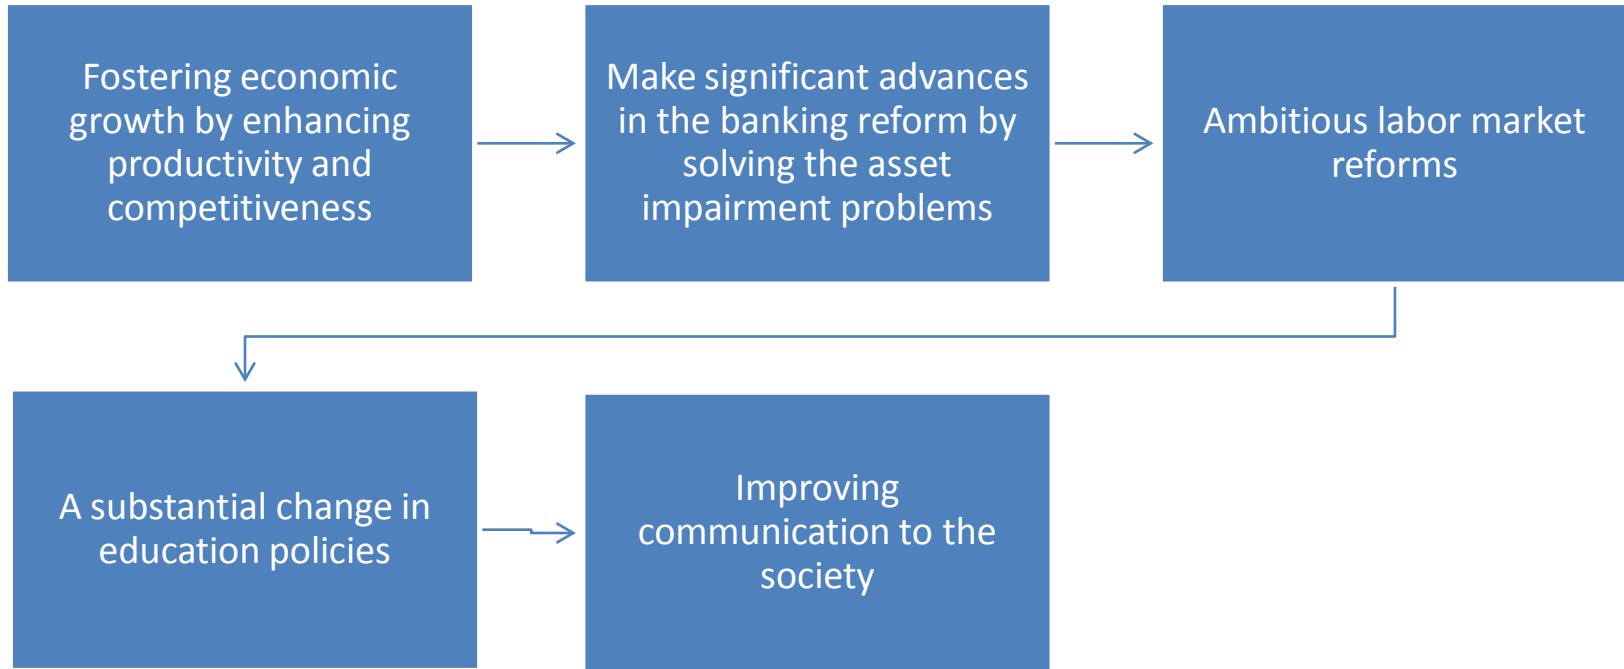 Fostering economic
growth by enhancing
productivity and
competitiveness
Make significant advances
in the banking reform by
solving the asset
impairment problems
Ambitious labor market
reforms
A substantial change in
education policies
Improving
communication to the
society